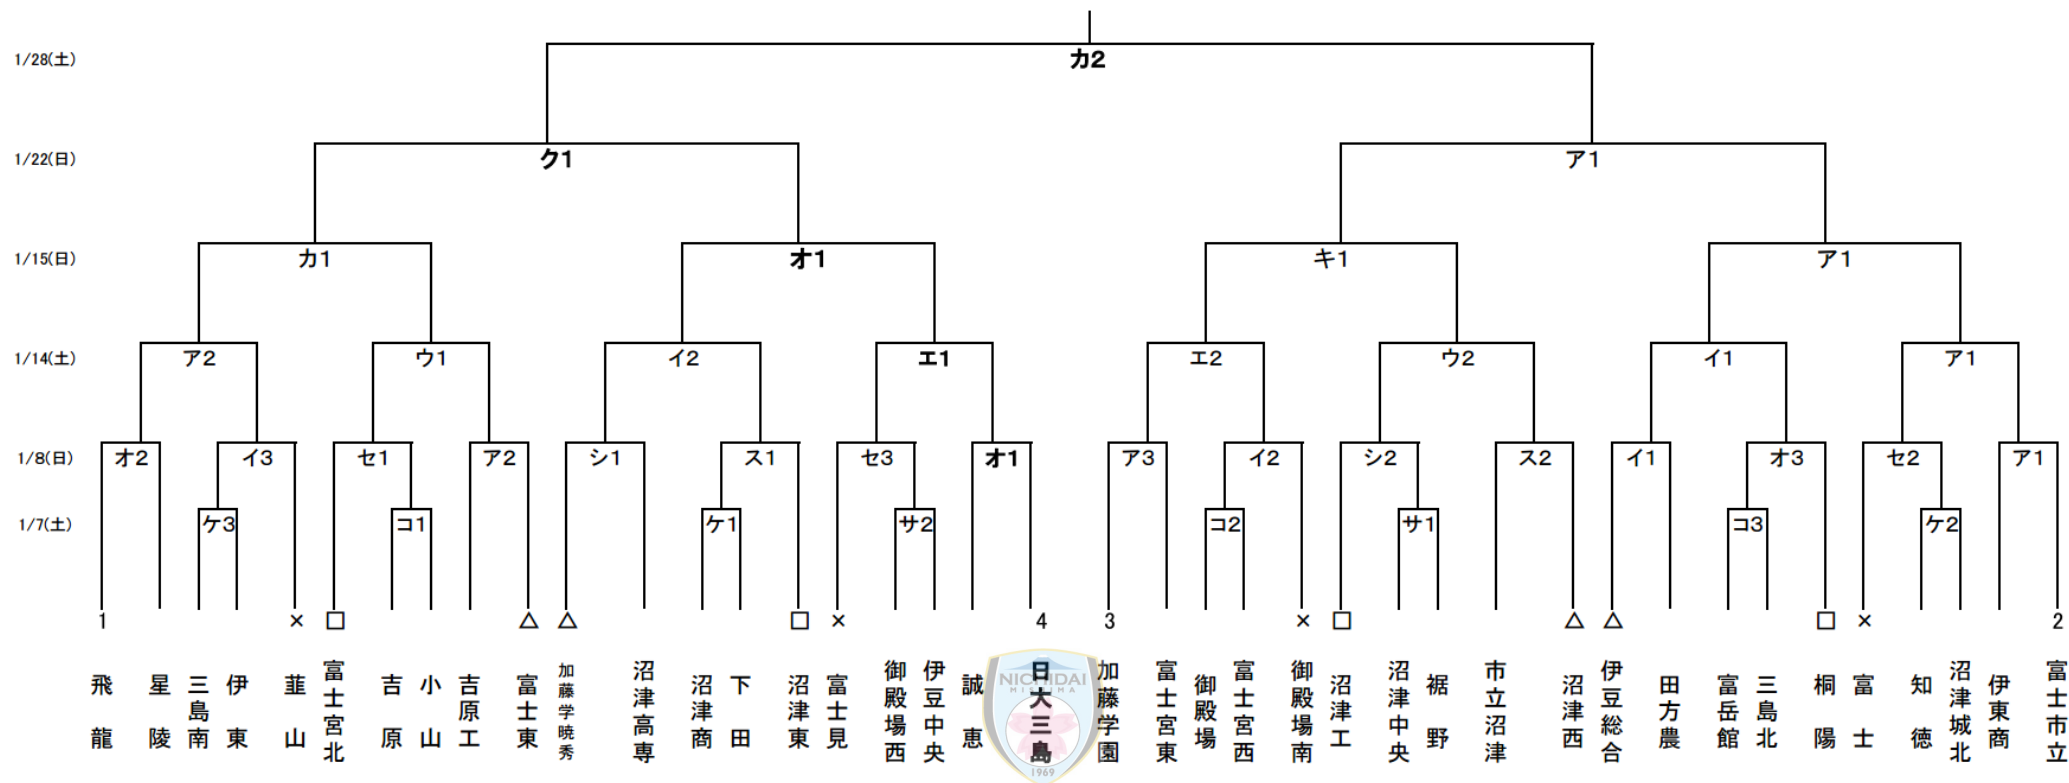 1/28(土) カ2
1/22(日) ク1 ア1
1/15(日) カ1 オ1 キ1 ア1
1/14(土) ア2 ウ1 イ2 エ1 エ2 ウ2 イ1 ア1
1/8(日) オ2 イ3 セ1 ア2 シ1 ス1 セ3 オ1 ア3 イ2 シ2 ス2 イ1 オ3 セ2 ア1
1/7(土) ケ3 コ1 ケ1 サ2 コ2 サ1 コ3 ケ2
1 × □ △ △ □ × 4 3 × □ △ △ □ × 2
飛龍
星陵
三島南
伊東
韮山
富士宮北
吉原
小山
吉原工
富士東
加藤学暁秀
沼津高専
沼津商
下田
沼津東
富士見
御殿場西
伊豆中央
誠恵
日大三島
加藤学園
富士宮東
御殿場
富士宮西
御殿場南
沼津工
沼津中央
裾野
市立沼津
沼津西
伊豆総合
田方農
富岳館
三島北
桐陽
富士
知徳
沼津城北
伊東商
富士市立
NICHIDAI
MISHIMA
1969